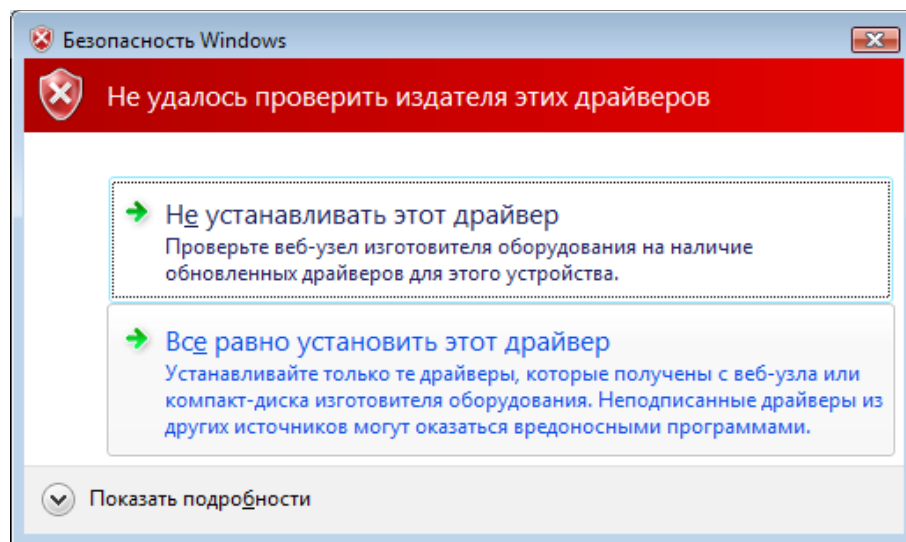 Безопасность Windows
Не удалось проверить издателя этих драйверов
Не устанавливать этот драйвер
Проверьте веб-узел изготовителя оборудования на наличие
обновленных драйверов для этого устройства.
Все равно установить этот драйвер
Устанавливайте только те драйверы, которые получены с веб-узла или
компакт-диска изготовителя оборудования. Неподписанные драйверы из
других источников могут оказаться вредоносными программами.
Показать подробности